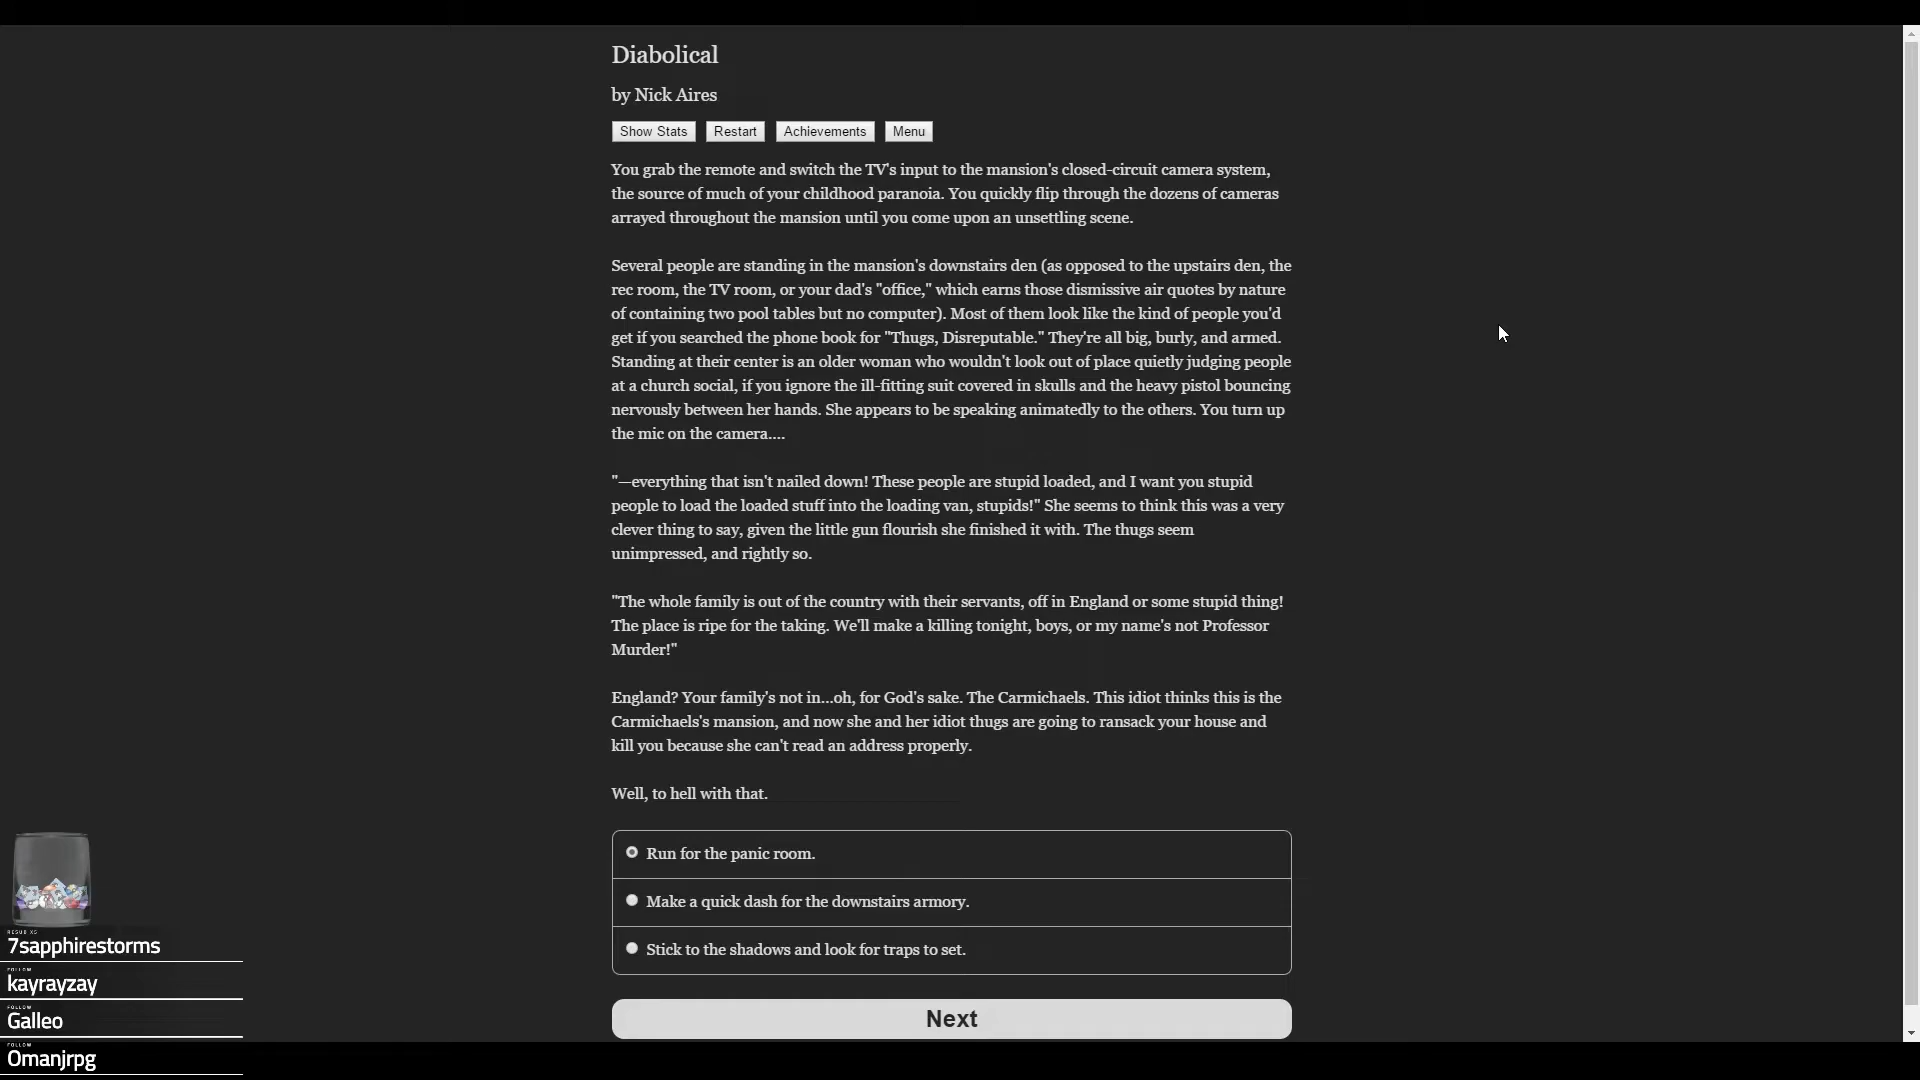 Diabolical
by Nick Aires
Show Stats
Restart
Achievements
Menu
You grab the remote and switch the TV's input to the mansion's closed-circuit camera system,
the source of much of your childhood paranoia. You quickly flip through the dozens of cameras
arrayed throughout the mansion until you come upon an unsettling scene.
Several people are standing in the mansion's downstairs den (as opposed to the upstairs den, the
rec room, the TV room, or your dad's "office," which earns those dismissive air quotes by nature
of containing two pool tables but no computer). Most of them look like the kind of people you'd
get if you searched the phone book for "Thugs, Disreputable." They're all big, burly, and armed.
Standing at their center is an older woman who wouldn't look out of place quietly judging people
at a church social, if you ignore the ill-fitting suit covered in skulls and the heavy pistol bouncing
nervously between her hands. She appears to be speaking animatedly to the others. You turn up
the mic on the camera....
"—everything that isn't nailed down! These people are stupid loaded, and I want you stupid
people to load the loaded stuff into the loading van, stupids!" She seems to think this was a very
clever thing to say, given the little gun flourish she finished it with. The thugs seem
unimpressed, and rightly so.
"The whole family is out of the country with their servants, off in England or some stupid thing!
The place is ripe for the taking. We'll make a killing tonight, boys, or my name's not Professor
Murder!"
England? Your family's not in...oh, for God's sake. The Carmichaels. This idiot thinks this is the
Carmichaels's mansion, and now she and her idiot thugs are going to ransack your house and
kill you because she can't read an address properly.
Well, to hell with that.
Run for the panic room.
Make a quick dash for the downstairs armory.
Stick to the shadows and look for traps to set.
Next
RESUB X5
7sapphirestorms
FOLLOW
kayrayzay
FOLLOW
Galleo
FOLLOW
Omanjrpg